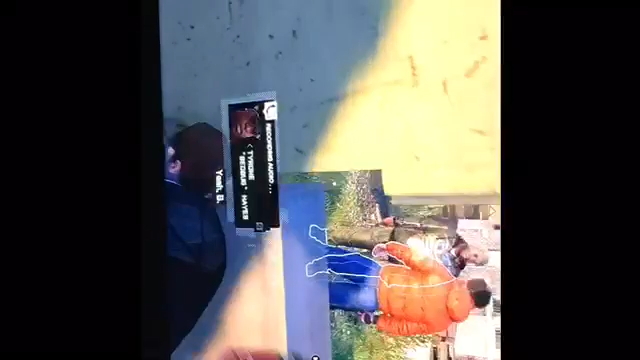 RECORDING AUDIO...
TYRONE
"BEDBUG" HAYES
Yeah, B.